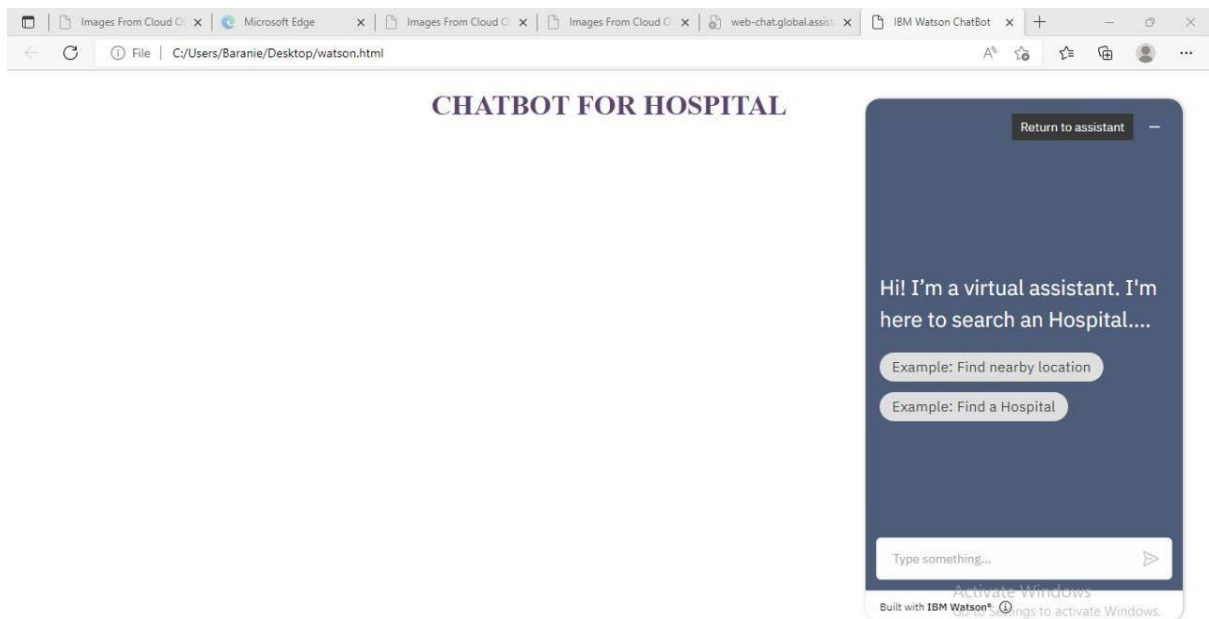 Images From Cloud O
Microsoft Edge
Images From Cloud O
Images From Cloud O
web-chat.global.assist
IBM Watson ChatBot
File | C:/Users/Baranie/Desktop/watson.html
CHATBOT FOR HOSPITAL
Return to assistant
Hi! I'm a virtual assistant. I'm
here to search an Hospital....
Example: Find nearby location
Example: Find a Hospital
Type something...
Activate Windows
Built with IBM Watson®
Go to Settings to activate Windows.